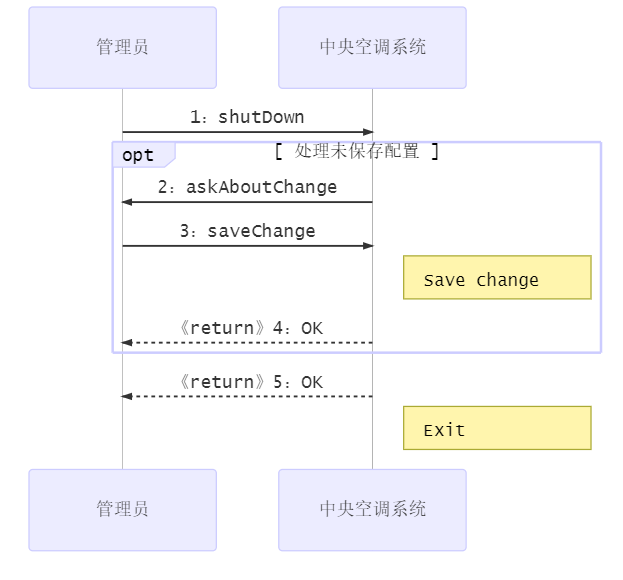 管理员
中央空调系统
1: shutDown
opt
[ 处理未保存配置 ]
2: askAboutChange
3: saveChange
Save change
《return》4: OK
《return》5: OK
Exit
管理员
中央空调系统